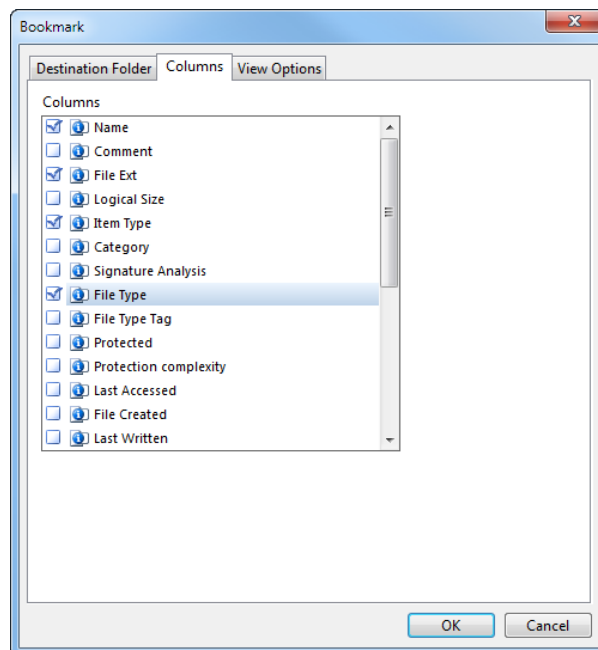 Bookmark
Destination Folder Columns View Options
Columns
Name
Comment
File Ext
Logical Size
Item Type
Category
Signature Analysis
File Type
File Type Tag
Protected
Protection complexity
Last Accessed
File Created
Last Written
OK Cancel